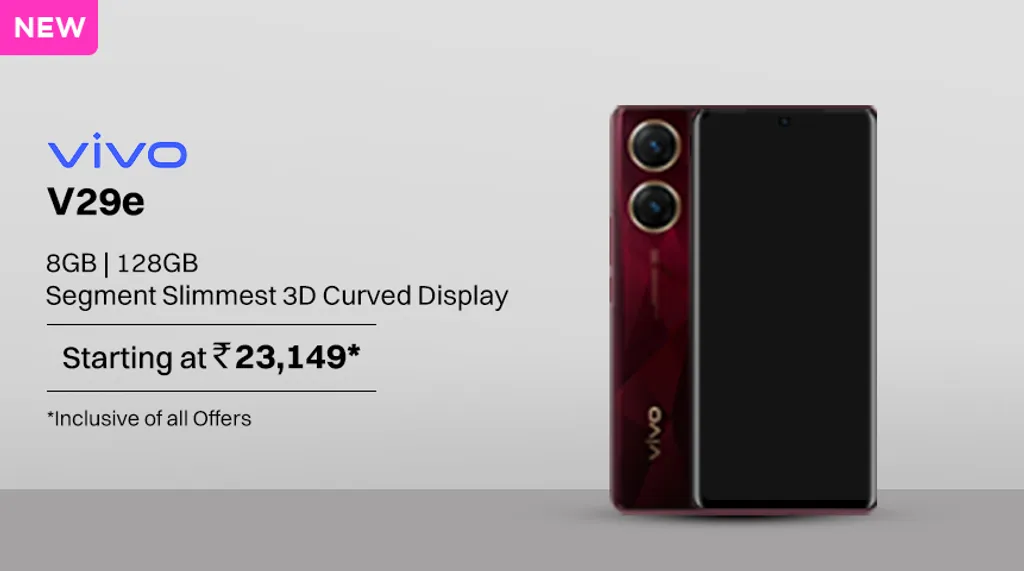 NEW
vivo
V29e
8GB | 128GB
Segment Slimmest 3D Curved Display
Starting at ₹23,149*
*Inclusive of all Offers
vivo